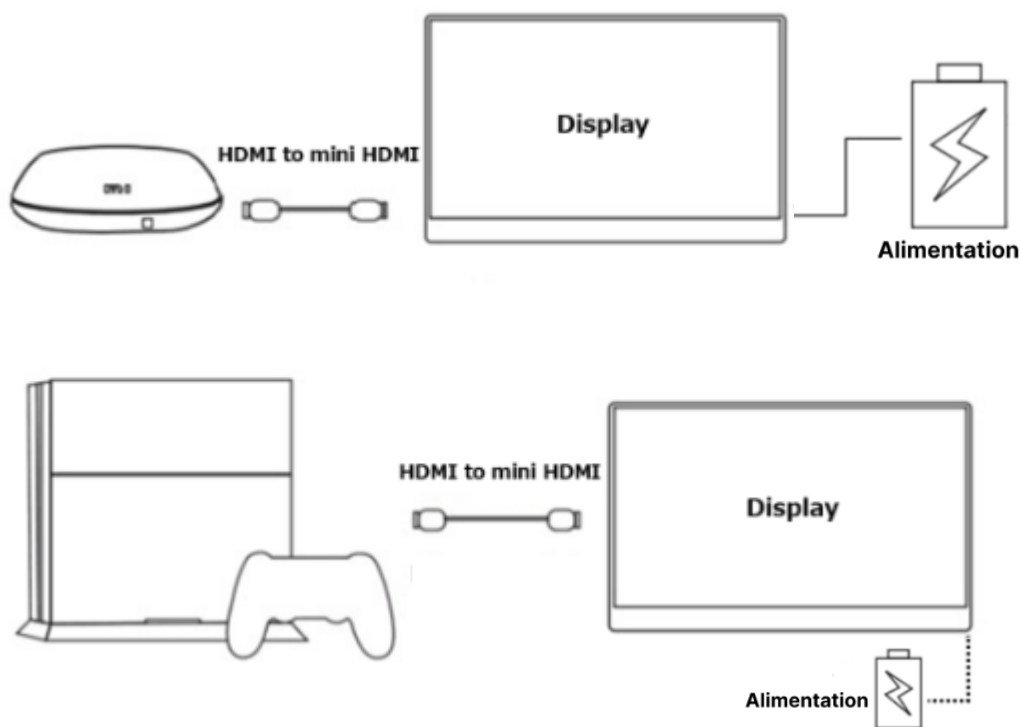 Display
HDMI to mini HDMI
Alimentation
HDMI to mini HDMI
Display
Alimentation